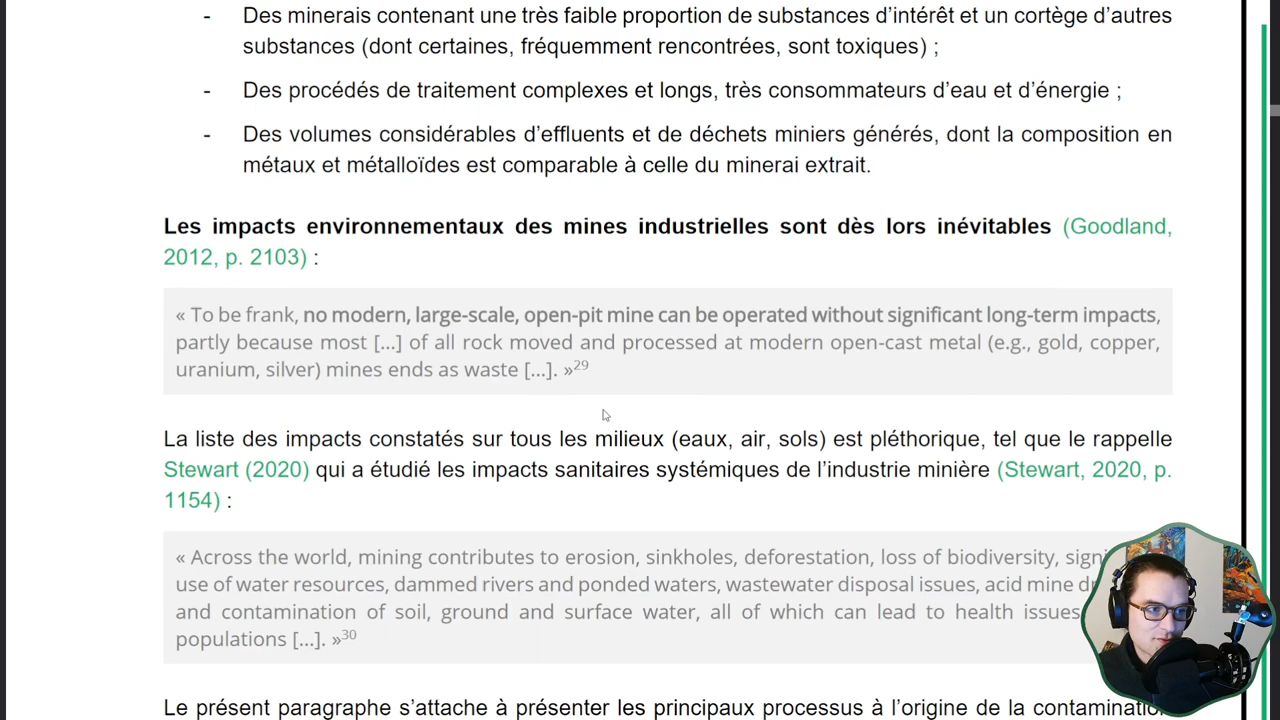 - Des minerais contenant une très faible proportion de substances d’intérêt et un cortège d’autres
substances (dont certaines, fréquemment rencontrées, sont toxiques) ;
- Des procédés de traitement complexes et longs, très consommateurs d’eau et d’énergie ;
- Des volumes considérables d’effluents et de déchets miniers générés, dont la composition en
métaux et métalloïdes est comparable à celle du minerai extrait.
Les impacts environnementaux des mines industrielles sont dès lors inévitables (Goodland,
2012, p. 2103) :
« To be frank, no modern, large-scale, open-pit mine can be operated without significant long-term impacts,
partly because most [...] of all rock moved and processed at modern open-cast metal (e.g., gold, copper,
uranium, silver) mines ends as waste [...]. »29
La liste des impacts constatés sur tous les milieux (eaux, air, sols) est pléthorique, tel que le rappelle
Stewart (2020) qui a étudié les impacts sanitaires systémiques de l’industrie minière (Stewart, 2020, p.
1154) :
« Across the world, mining contributes to erosion, sinkholes, deforestation, loss of biodiversity,
use of water resources, dammed rivers and ponded waters, wastewater disposal issues, acid mine
and contamination of soil, ground and surface water, all of which can lead to health issues
populations [...]. »30
Le présent paragraphe s’attache à présenter les principaux processus à l’origine de la contamination